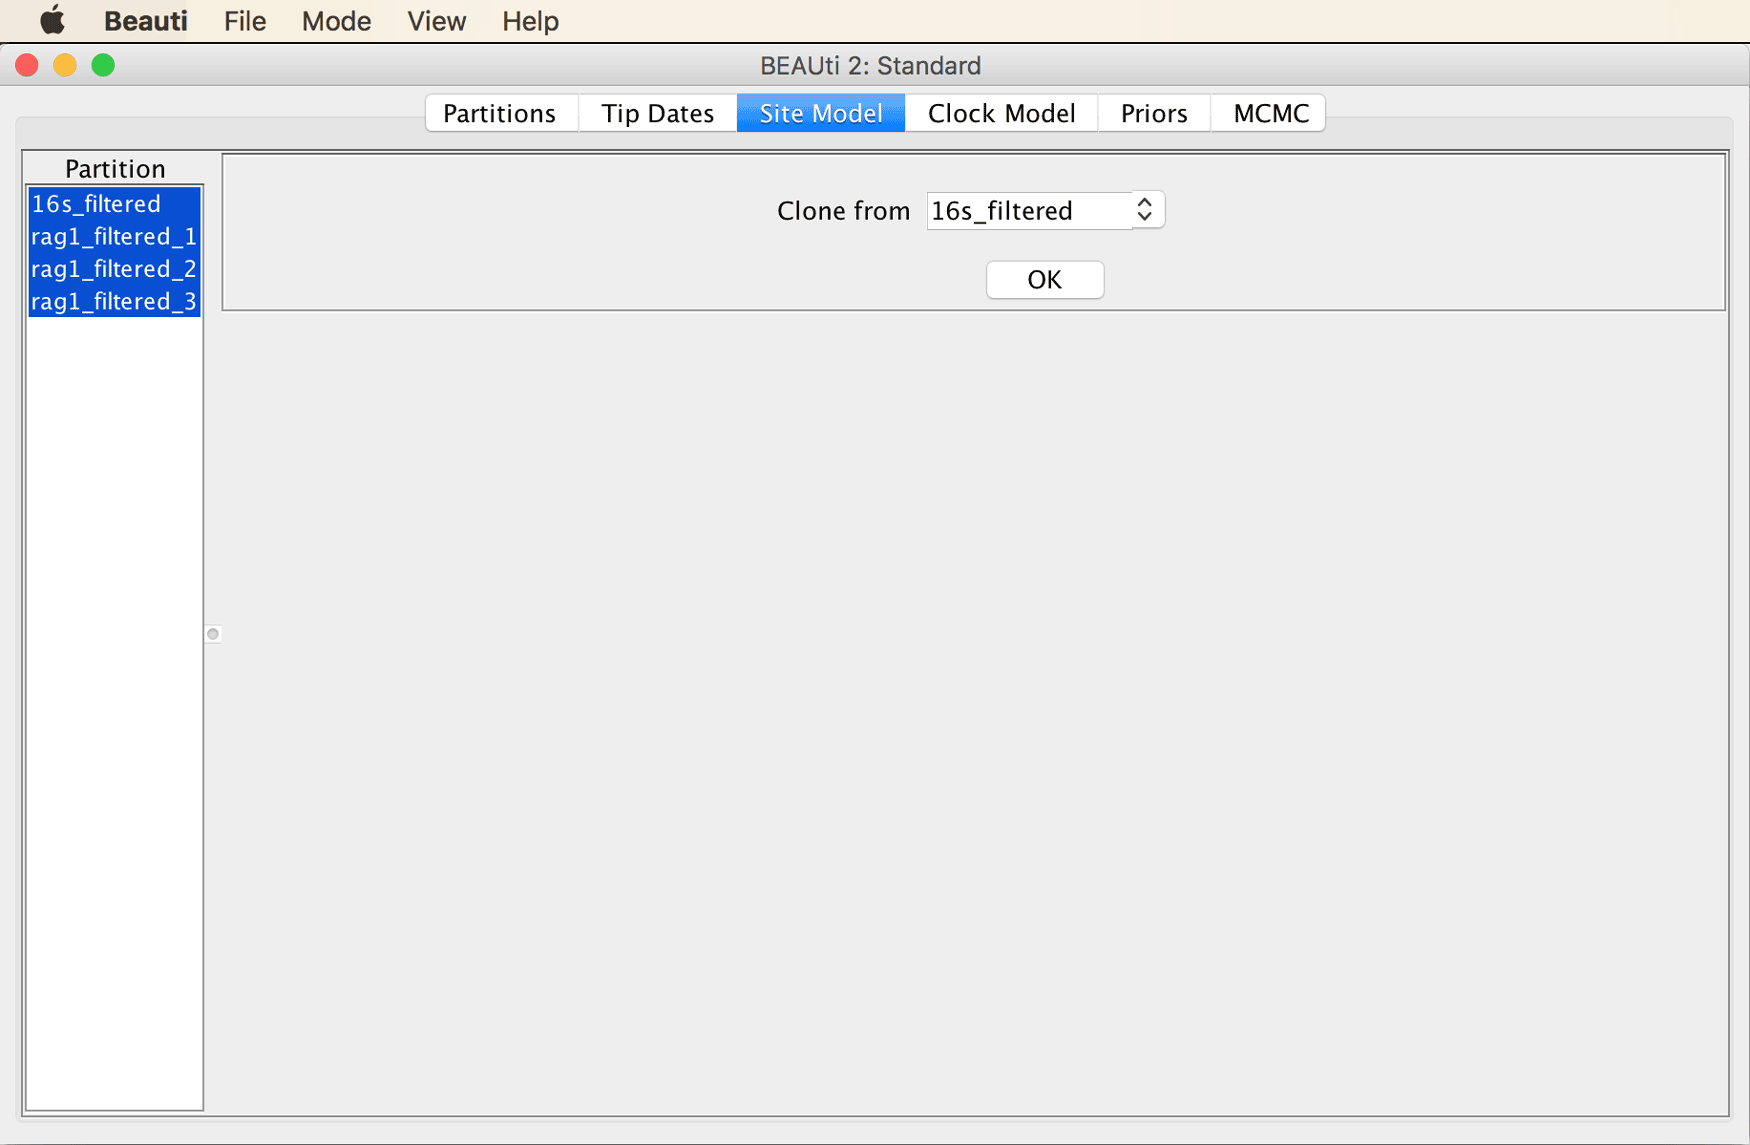 Beauti File Mode View Help
BEAUti 2: Standard
Partitions Tip Dates Site Model Clock Model Priors MCMC
Partition
16s_filtered
rag1_filtered_1
rag1_filtered_2
rag1_filtered_3
Clone from 16s_filtered
OK